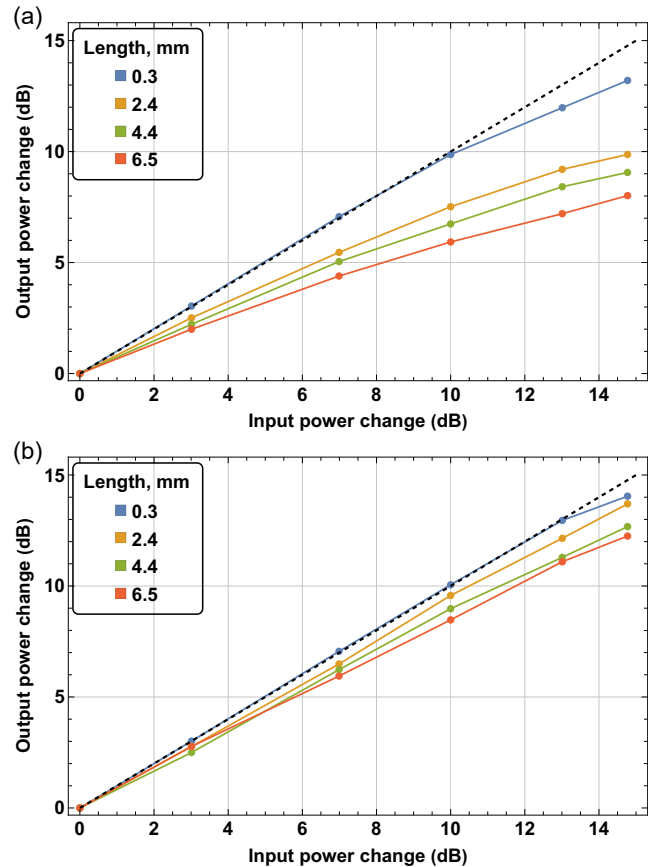 (a)
Length, mm
0.3
2.4
4.4
6.5
15
10
5
0
Output power change (dB)
0 2 4 6 8 10 12 14
Input power change (dB)
(b)
Length, mm
0.3
2.4
4.4
6.5
15
10
5
0
Output power change (dB)
0 2 4 6 8 10 12 14
Input power change (dB)